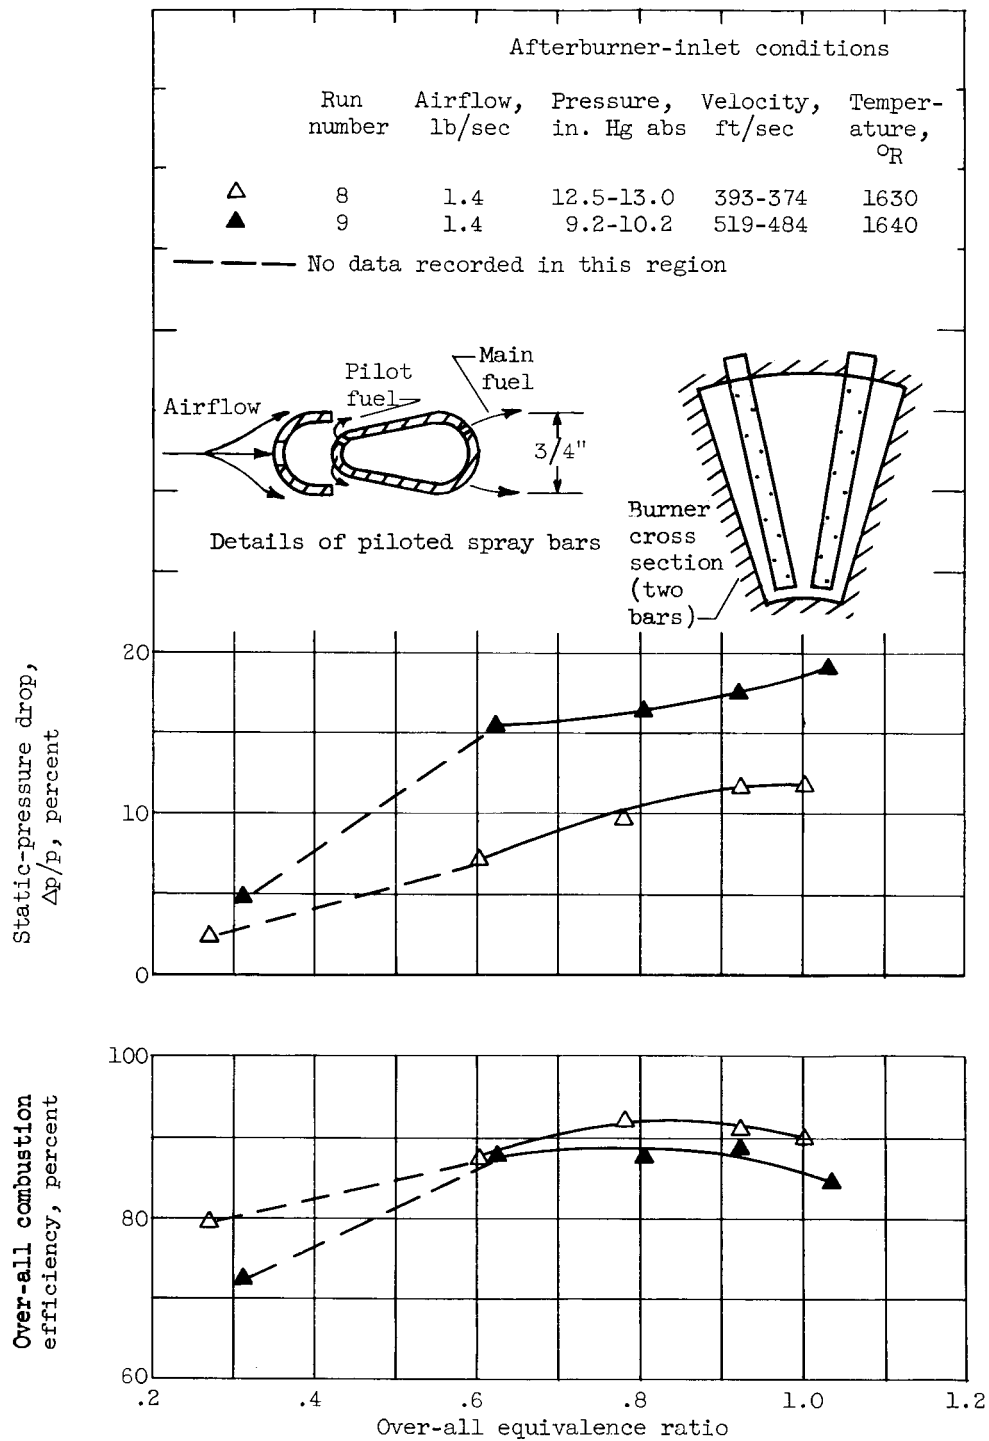 Afterburner-inlet conditions
Run Airflow, Pressure, Velocity, Temper-
number lb/sec in. Hg abs ft/sec ature,
°R
8 1.4 12.5-13.0 393-374 1630
9 1.4 9.2-10.2 519-484 1640
No data recorded in this region
Airflow
Pilot
fuel
Main
fuel
3/4"
Details of piloted spray bars
Burner
cross
section
(two
bars)
Static-pressure drop,
Δp/p, percent
20
10
0
Over-all combustion
efficiency, percent
100
80
60
.2 .4 .6 .8 1.0 1.2
Over-all equivalence ratio